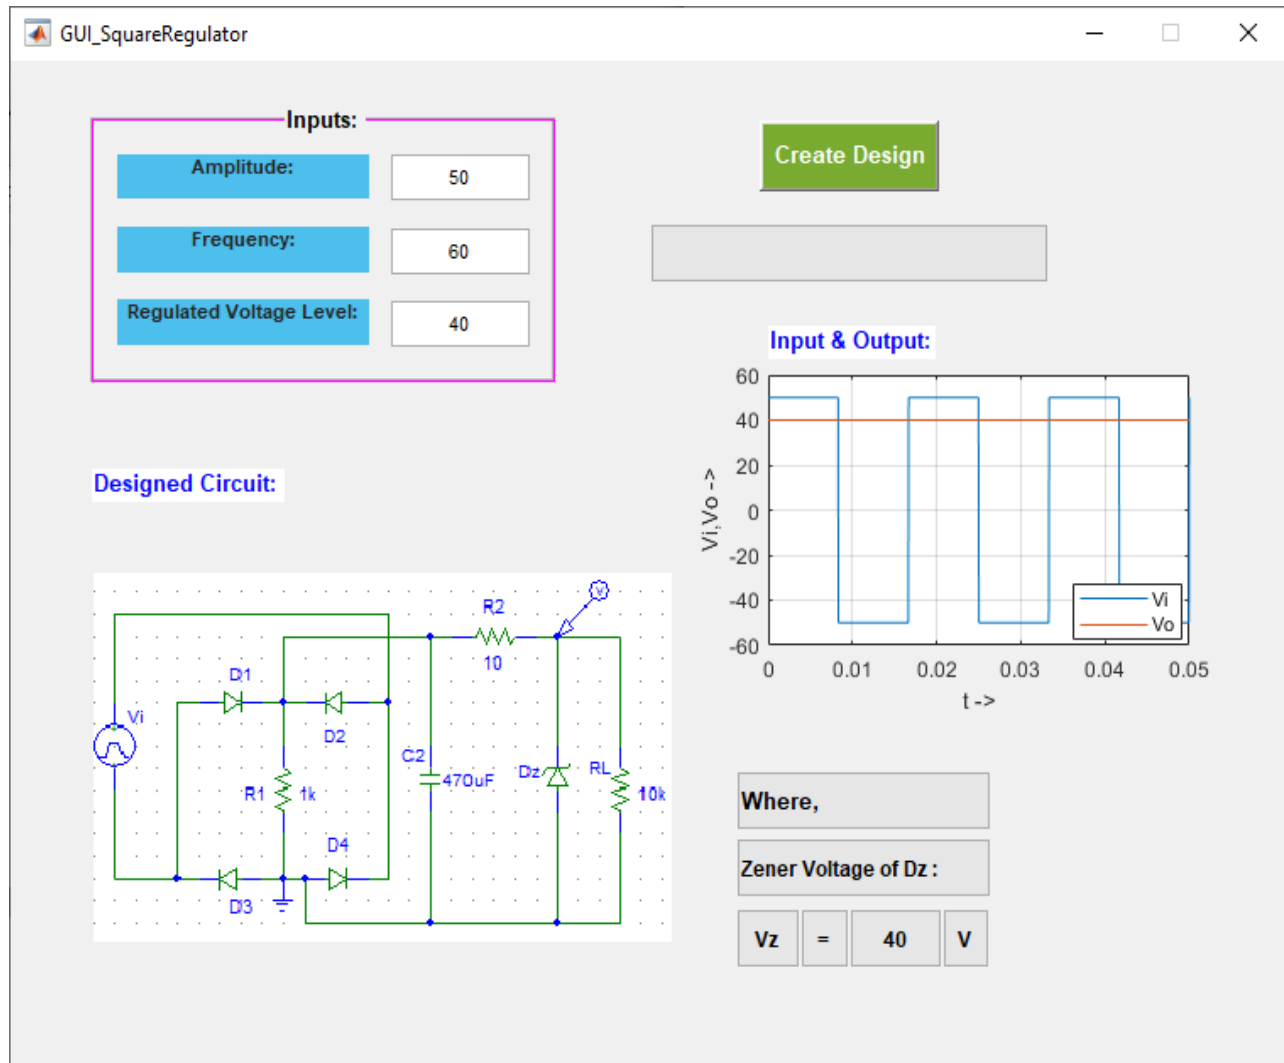 GUI_SquareRegulator
Inputs:
Amplitude:
50
Frequency:
60
Regulated Voltage Level:
40
Create Design
Input & Output:
60
40
20
0
-20
-40
-60
Vi,Vo ->
Vi
Vo
0 0.01 0.02 0.03 0.04 0.05
t ->
Designed Circuit:
V
R2
10
D1
Vi
D2
C2
470uF
Dz
RL
10k
R1
1k
D4
D3
Where,
Zener Voltage of Dz :
Vz = 40 V